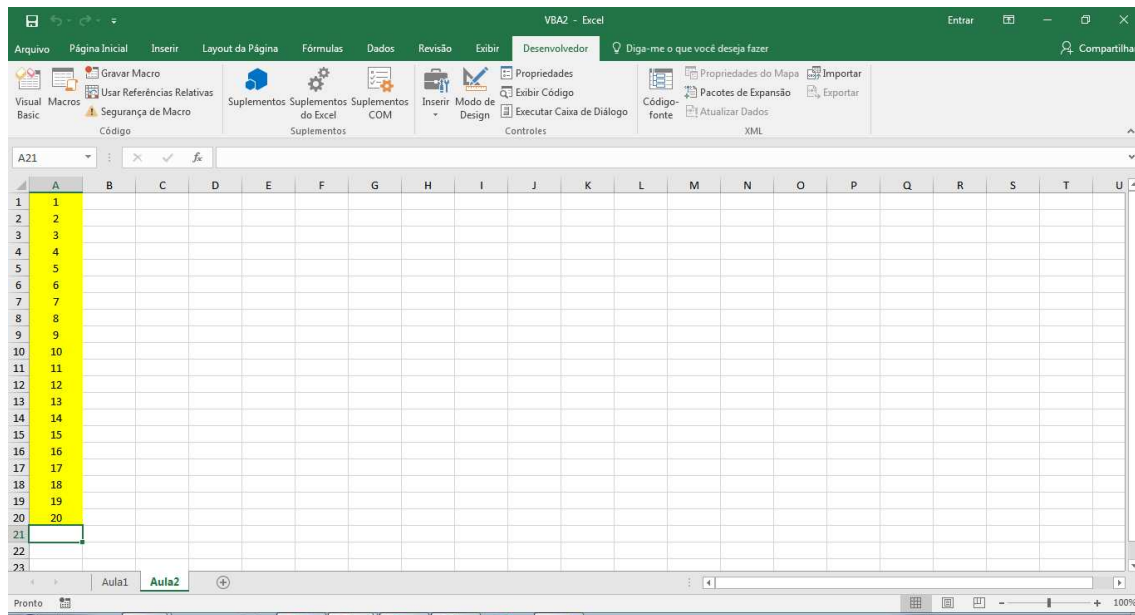 VBA2 - Excel Entrar
Arquivo Página Inicial Inserir Layout da Página Fórmulas Dados Revisão Exibir Desenvolvedor Diga-me o que você deseja fazer Compartilha
Visual Basic
Macros
Gravar Macro
Usar Referências Relativas
Segurança de Macro
Código
Suplementos
Suplementos do Excel
Suplementos COM
Suplementos
Inserir
Modo de Design
Propriedades
Exibir Código
Executar Caixa de Diálogo
Controles
Código-fonte
Propriedades do Mapa
Pacotes de Expansão
Atualizar Dados
Importar
Exportar
XML
A21 fx
A B C D E F G H I J K L M N O P Q R S T U
1 1
2 2
3 3
4 4
5 5
6 6
7 7
8 8
9 9
10 10
11 11
12 12
13 13
14 14
15 15
16 16
17 17
18 18
19 19
20 20
21
22
23
Aula1 Aula2
Pronto 100%